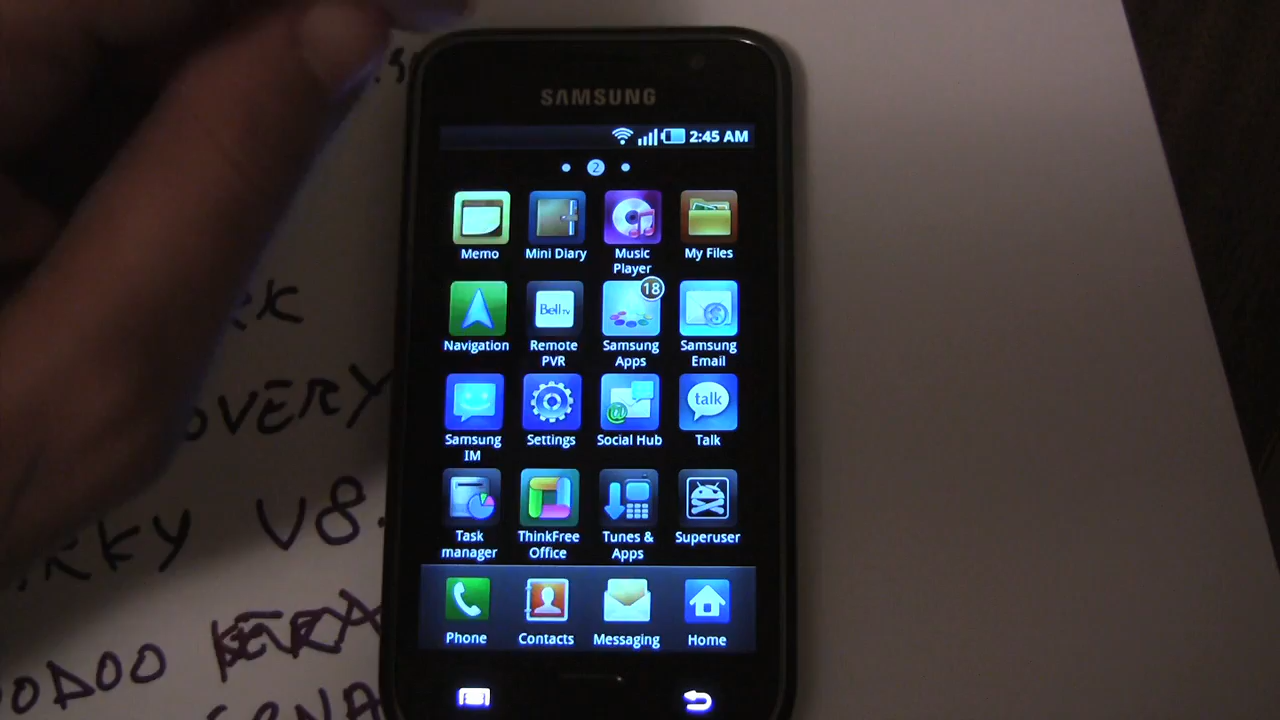 SAMSUNG
2:45 AM
2
Memo
Mini Diary
Music
Player
My Files
Navigation
Bell TV
Remote
PVR
18
Samsung
Apps
Samsung
Email
Samsung
IM
Settings
Social Hub
talk
Talk
Task
manager
ThinkFree
Office
Tunes &
Apps
Superuser
Phone
Contacts
Messaging
Home
V8.